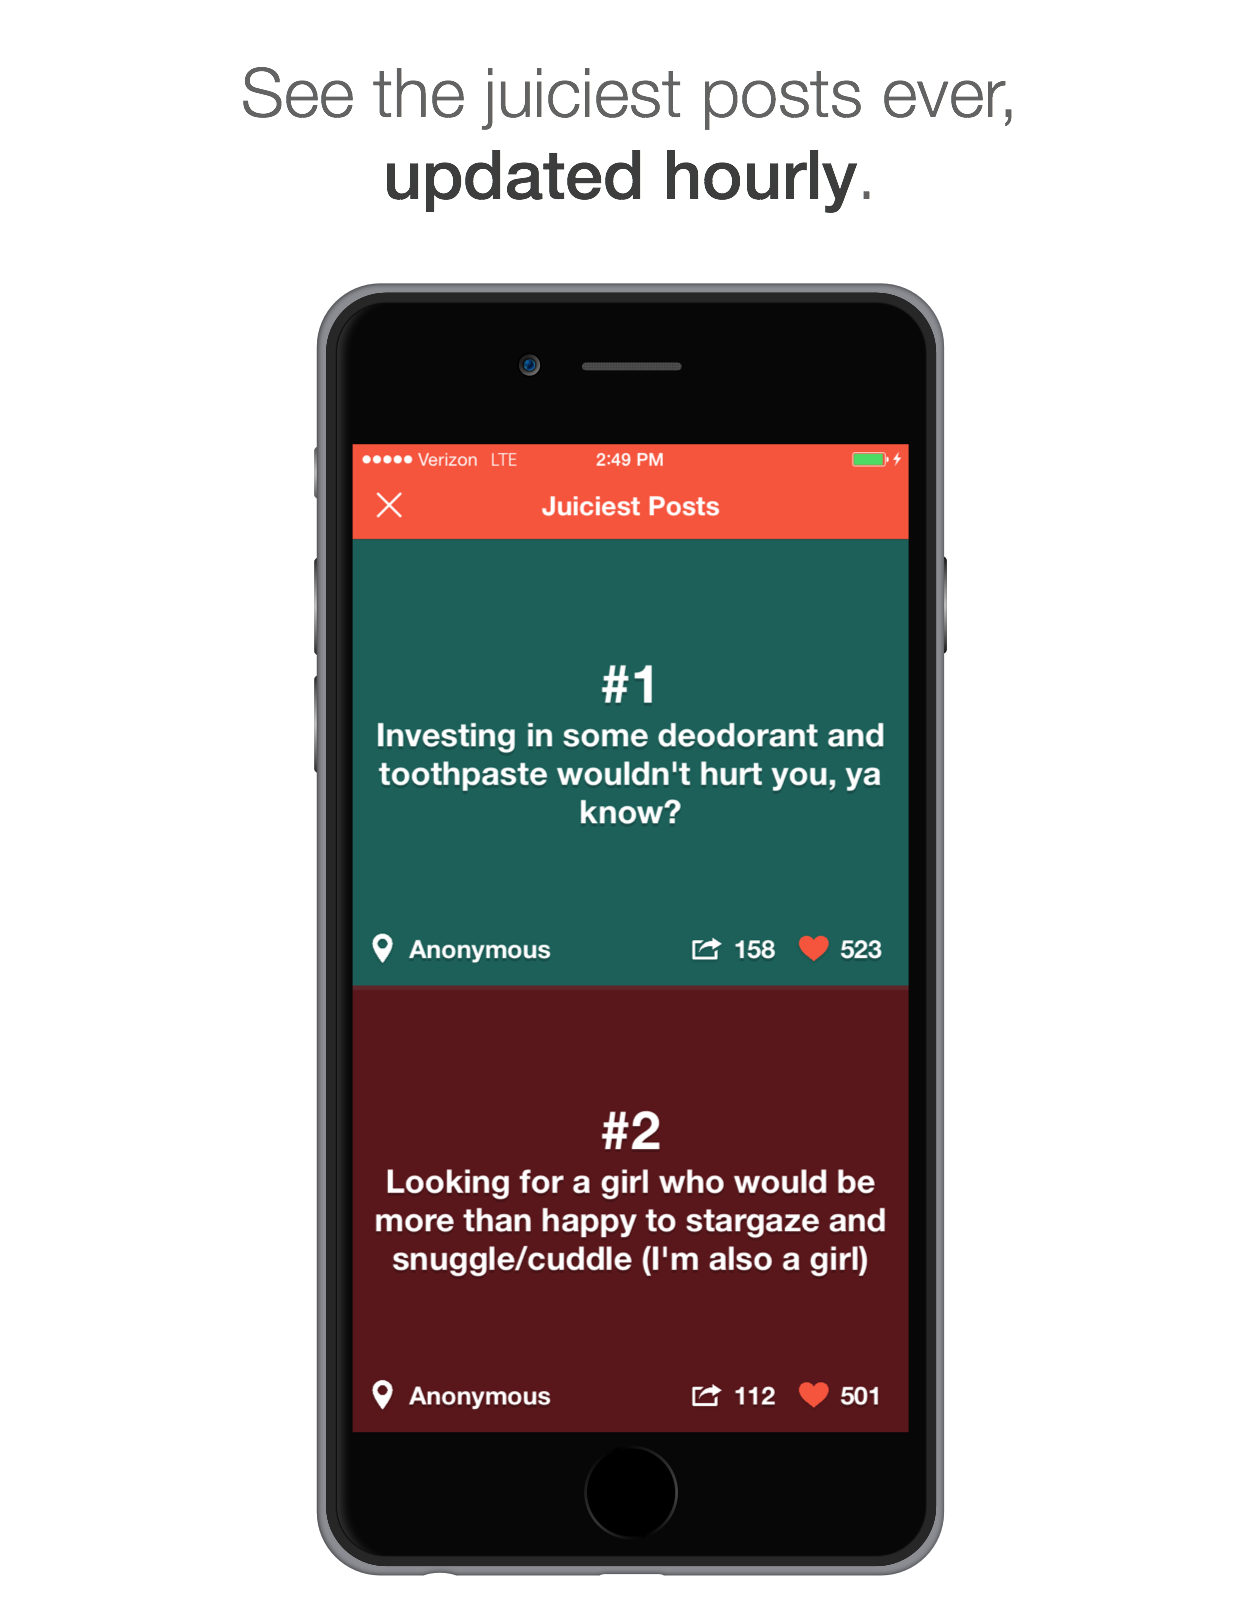 See the juiciest posts ever,
updated hourly.
Verizon LTE 2:49 PM
Juiciest Posts
#1
Investing in some deodorant and
toothpaste wouldn't hurt you, ya
know?
Anonymous 158 523
#2
Looking for a girl who would be
more than happy to stargaze and
snuggle/cuddle (I'm also a girl)
Anonymous 112 501